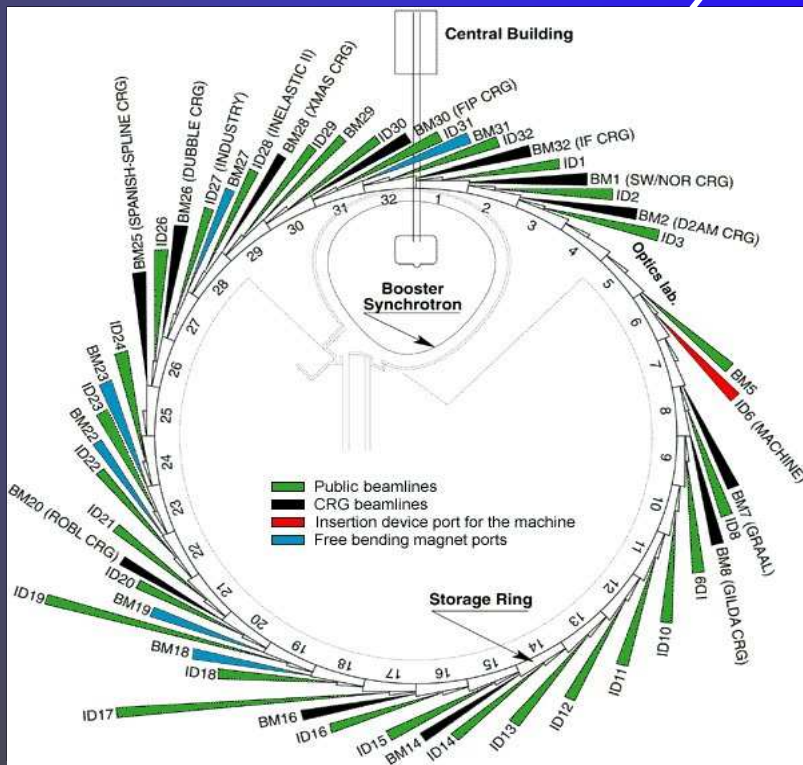 Central Building
BM25 (SPANISH-SPLINE CRG)
ID26
BM26 (DUBBLE CRG)
ID27 (INDUSTRY)
BM27
ID28 (INELASTIC II)
BM28 (XMAS CRG)
ID29
BM29
ID30
BM30 (FIP CRG)
ID31
BM31
ID32
BM32 (IF CRG)
ID1
BM1 (SW/NOR CRG)
ID2
BM2 (D2AM CRG)
ID3
Optics lab.
BM5
ID6 (MACHINE)
BM7 (GRAAL)
ID8
BM8 (GILDA CRG)
ID9
ID10
ID11
ID12
ID13
ID14
BM14
ID15
ID16
BM16
ID17
ID18
BM18
BM19
ID19
ID20
BM20 (ROBL CRG)
ID21
ID22
BM22
ID23
BM23
ID24
1
2
3
4
5
6
7
8
9
10
11
12
13
14
15
16
17
18
19
20
21
22
23
24
25
26
27
28
29
30
31
32
Booster
Synchrotron
Public beamlines
CRG beamlines
Insertion device port for the machine
Free bending magnet ports
Storage Ring